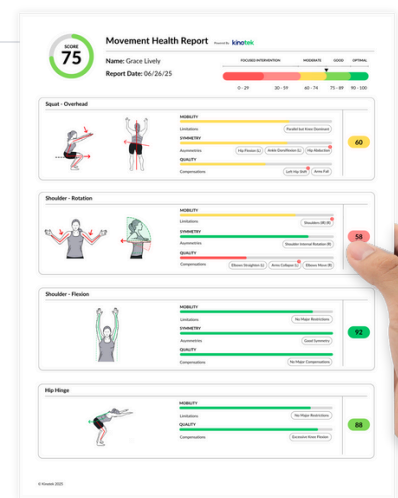 SCORE
75
Movement Health Report Powered by kinotek
Name: Grace Lively
Report Date: 06/26/25
FOCUSED INTERVENTION MODERATE GOOD OPTIMAL
0 - 29 30 - 59 60 - 74 75 - 89 90 - 100
Squat - Overhead
MOBILITY
Limitations Parallel but Knee Dominant
SYMMETRY
Asymmetries Hip Flexion (L) Ankle Dorsiflexion (L) Hip Abduction
QUALITY
Compensations Left Hip Shift Arms Fall
60
Shoulder - Rotation
MOBILITY
Limitations Shoulders (IR) (R)
SYMMETRY
Asymmetries Shoulder Internal Rotation (R)
QUALITY
Compensations Elbows Straighten (L) Arms Collapse (L) Elbows Move (R)
58
Shoulder - Flexion
MOBILITY
Limitations No Major Restrictions
SYMMETRY
Asymmetries Good Symmetry
QUALITY
Compensations No Major Compensations
92
Hip Hinge
MOBILITY
Limitations No Major Restrictions
QUALITY
Compensations Excessive Knee Flexion
88
© Kinotek 2025